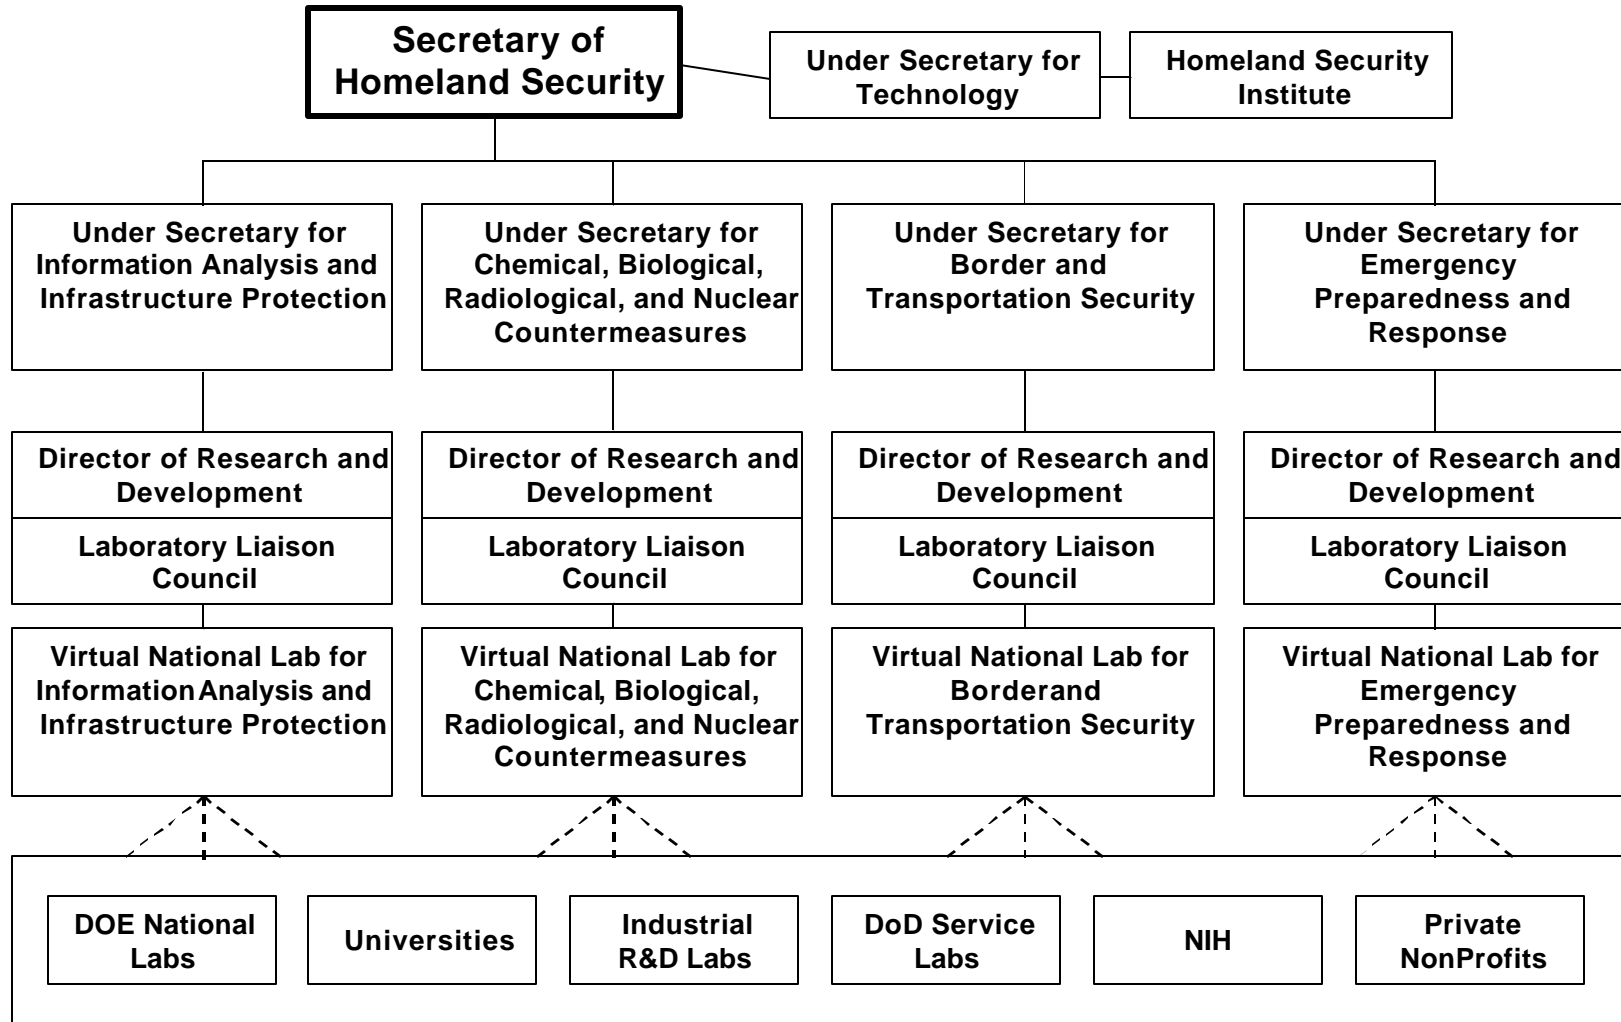 Secretary of
Homeland Security
Under Secretary for
Technology
Homeland Security
Institute
Under Secretary for
Information Analysis and
Infrastructure Protection
Under Secretary for
Chemical, Biological,
Radiological, and Nuclear
Countermeasures
Under Secretary for
Border and
Transportation Security
Under Secretary for
Emergency
Preparedness and
Response
Director of Research and
Development
Director of Research and
Development
Director of Research and
Development
Director of Research and
Development
Laboratory Liaison
Council
Laboratory Liaison
Council
Laboratory Liaison
Council
Laboratory Liaison
Council
Virtual National Lab for
Information Analysis and
Infrastructure Protection
Virtual National Lab for
Chemical, Biological,
Radiological, and Nuclear
Countermeasures
Virtual National Lab for
Borderand
Transportation Security
Virtual National Lab for
Emergency
Preparedness and
Response
DOE National
Labs
Universities
Industrial
R&D Labs
DoD Service
Labs
NIH
Private
NonProfits